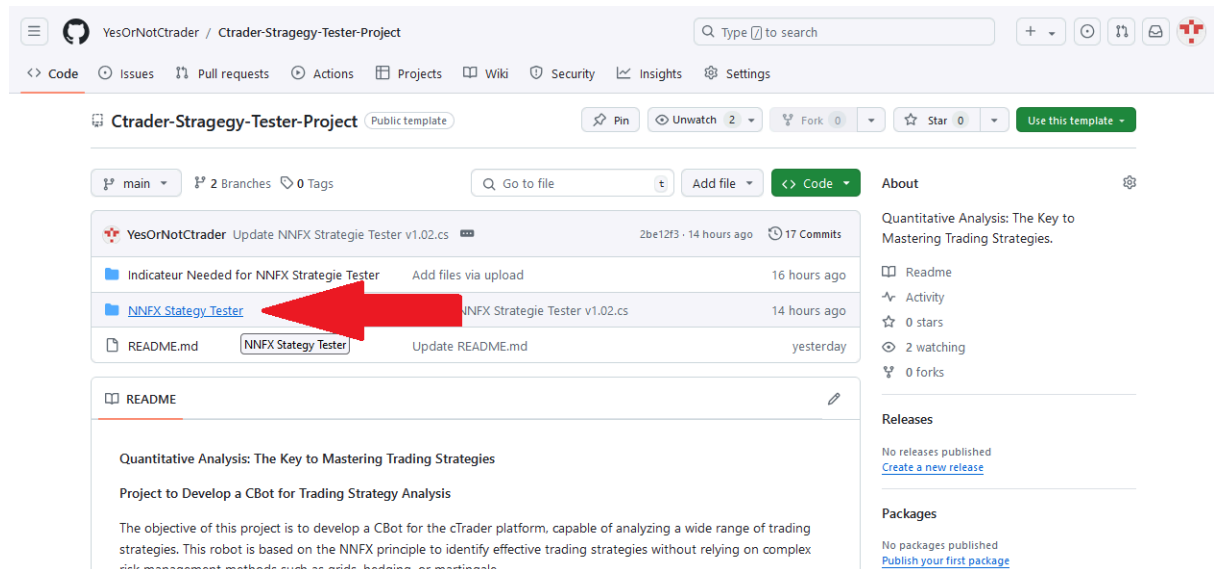 YesOrNotCtrader / Ctrader-Stragegy-Tester-Project
Type / to search
Code Issues Pull requests Actions Projects Wiki Security Insights Settings
Ctrader-Stragegy-Tester-Project Public template
Pin Unwatch 2 Fork 0 Star 0 Use this template
main 2 Branches 0 Tags Go to file t Add file Code
About
Quantitative Analysis: The Key to
Mastering Trading Strategies.
Readme
Activity
0 stars
2 watching
0 forks
Releases
No releases published
Create a new release
Packages
No packages published
Publish your first package
YesOrNotCtrader Update NNFX Strategie Tester v1.02.cs 2be12f3 · 14 hours ago 17 Commits
Indicateur Needed for NNFX Strategie Tester Add files via upload 16 hours ago
NNFX Stategy Tester NNFX Strategie Tester v1.02.cs 14 hours ago
NNFX Stategy Tester
README.md Update README.md yesterday
README
Quantitative Analysis: The Key to Mastering Trading Strategies
Project to Develop a CBot for Trading Strategy Analysis
The objective of this project is to develop a CBot for the cTrader platform, capable of analyzing a wide range of trading
strategies. This robot is based on the NNFX principle to identify effective trading strategies without relying on complex
risk management methods such as grids, hedging, or martingale.